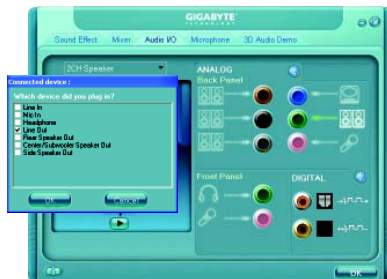 GIGABYTE
TECHNOLOGY
Sound Effect
Mixer
Audio I/O
Microphone
3D Audio Demo
2CH Speaker
ANALOG
Back Panel
Connected device :
Which device did you plug in?
Line In
Mic In
Headphone
Line Out
Rear Speaker Out
Center/Subwoofer Speaker Out
Side Speaker Out
OK
Cancel
Front Panel
DIGITAL
OK